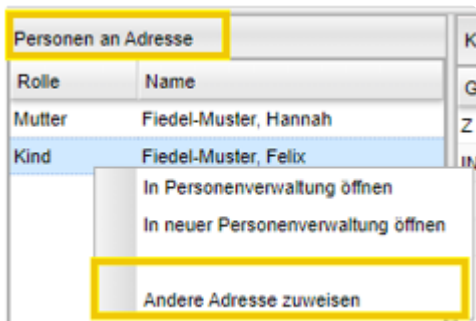 Personen an Adresse
K
Rolle Name
G
Mutter Fiedel-Muster, Hannah
Z
Kind Fiedel-Muster, Felix
IN
In Personenverwaltung öffnen
In neuer Personenverwaltung öffnen
Andere Adresse zuweisen